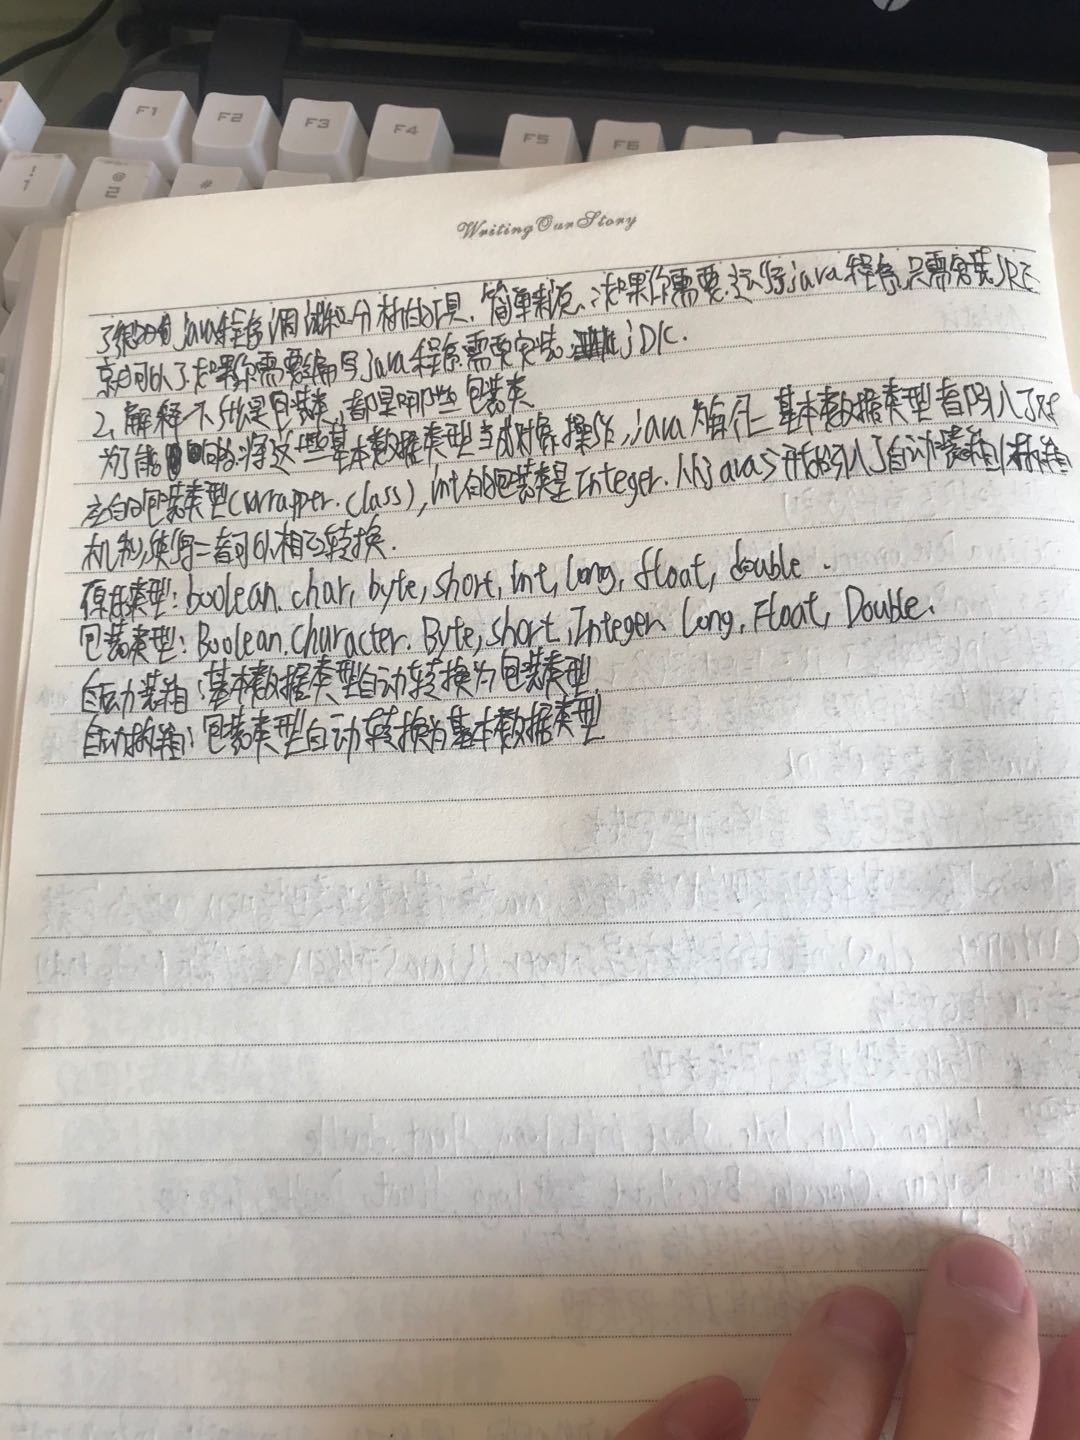 F1 F2 F3 F4 F5 F6
! 1 @ 2 #
WritingOurStory
了很多的java程序调试和分析的工具.简单来说:如果你需要运行java程序,只需安装JRE
就可以了.如果你需要编写java程序需要安装jDK.
2、解释一下什么是包装类,都是哪些包装类
为了能够将这些基本数据类型当成对象操作,java为每一个基本数据类型都引入了对
应的包装类型(wrapper.class),int的包装类是Integer.从java5开始引入了自动装箱/拆箱
机制,使得二者可以相互转换.
原始类型:boolean.char,byte,short,int,long,float,double.
包装类型:Boolean.Character.Byte,short,Integer.Long,Float,Double.
自动装箱:基本数据类型自动转换为包装类型
自动拆箱:包装类型自动转换为基本数据类型